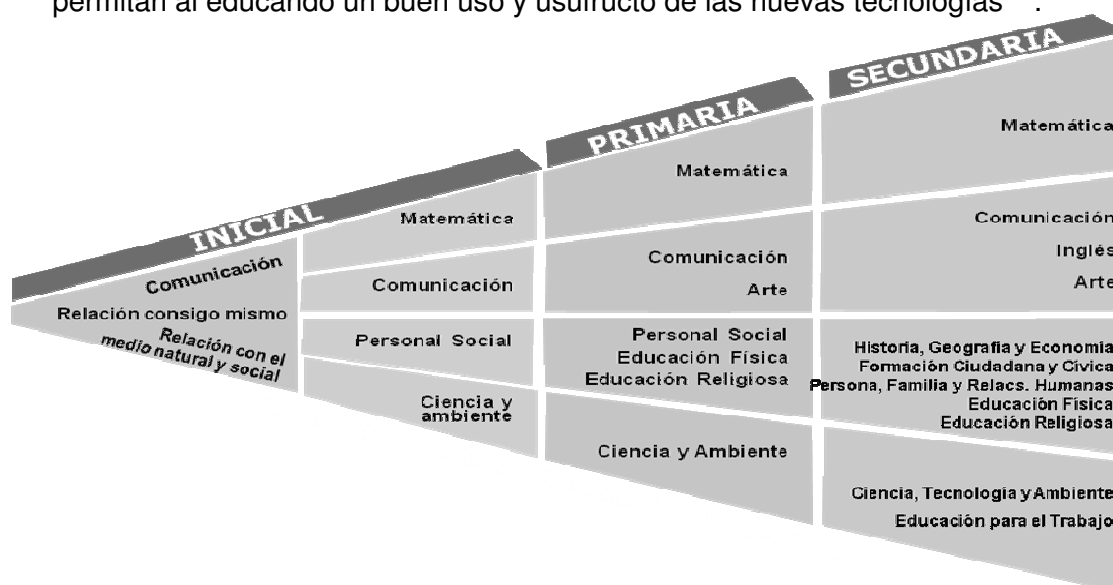 permitan al educando un buen uso y usufructo de las nuevas tecnologías .
INICIAL
Comunicación
Relación consigo mismo
Relación con el
medio natural y social
Matemática
Comunicación
Personal Social
Ciencia y
ambiente
PRIMARIA
Matemática
Comunicación
Arte
Personal Social
Educación Física
Educación Religiosa
Ciencia y Ambiente
SECUNDARIA
Matemática
Comunicación
Inglés
Arte
Historia, Geografía y Economía
Formación Ciudadana y Cívica
Persona, Familia y Relacs. Humanas
Educación Física
Educación Religiosa
Ciencia, Tecnología y Ambiente
Educación para el Trabajo